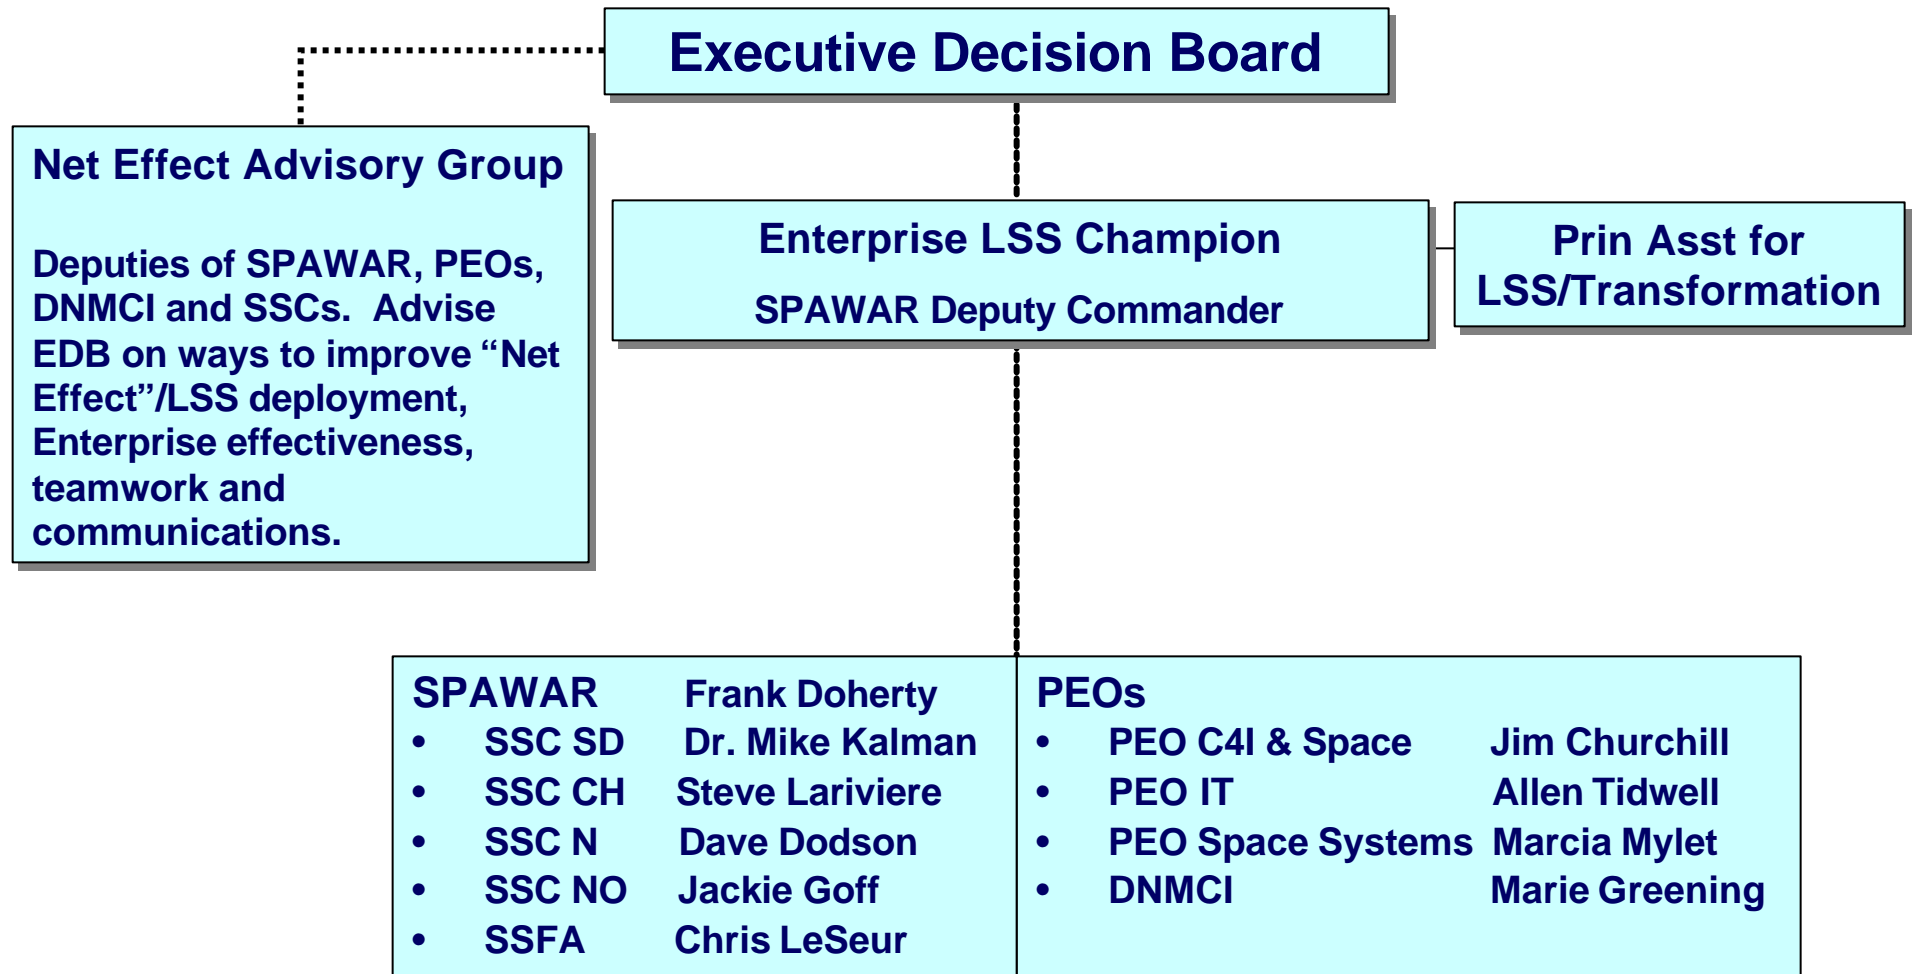 Executive Decision Board
Net Effect Advisory Group
Deputies of SPAWAR, PEOs,
DNMCI and SSCs.  Advise
EDB on ways to improve “Net
Effect”/LSS deployment,
Enterprise effectiveness,
teamwork and
communications.
Enterprise LSS Champion
SPAWAR Deputy Commander
Prin Asst for
LSS/Transformation
SPAWAR Frank Doherty
• SSC SD Dr. Mike Kalman
• SSC CH Steve Lariviere
• SSC N Dave Dodson
• SSC NO Jackie Goff
• SSFA Chris LeSeur
PEOs
• PEO C4I & Space Jim Churchill
• PEO IT Allen Tidwell
• PEO Space Systems Marcia Mylet
• DNMCI Marie Greening